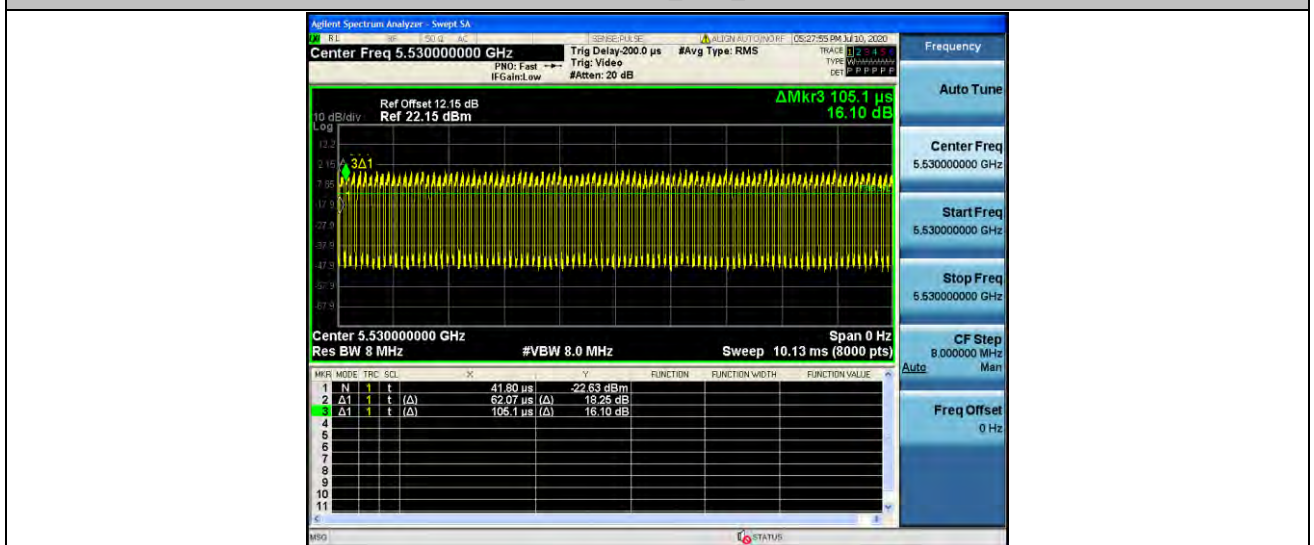 Agilent Spectrum Analyzer - Swept SA
RL RF 50 Ω AC SENSE:PULSE ALIGN AUTO/NO RF 05:27:55 PM Jul 10, 2020
Center Freq 5.530000000 GHz
PNO: Fast
IFGain:Low
Trig Delay-200.0 µs
Trig: Video
#Atten: 20 dB
#Avg Type: RMS
TRACE 1 2 3 4 5 6
TYPE
DET P P P P P P
Frequency
Auto Tune
Center Freq
5.530000000 GHz
Start Freq
5.530000000 GHz
Stop Freq
5.530000000 GHz
CF Step
8.000000 MHz
Auto Man
Freq Offset
0 Hz
ΔMkr3 105.1 µs
16.10 dB
Ref Offset 12.15 dB
10 dB/div Ref 22.15 dBm
Log
12.2
2.15
3Δ1
-7.85
-17.9
-27.9
-37.9
-47.9
-57.9
-67.9
Center 5.530000000 GHz Span 0 Hz
Res BW 8 MHz #VBW 8.0 MHz Sweep 10.13 ms (8000 pts)
MKR MODE TRC SCL X Y FUNCTION FUNCTION WIDTH FUNCTION VALUE
1 N 1 t 41.80 µs -22.63 dBm
2 Δ1 1 t (Δ) 62.07 µs (Δ) 18.25 dB
3 Δ1 1 t (Δ) 105.1 µs (Δ) 16.10 dB
4
5
6
7
8
9
10
11
MSG STATUS